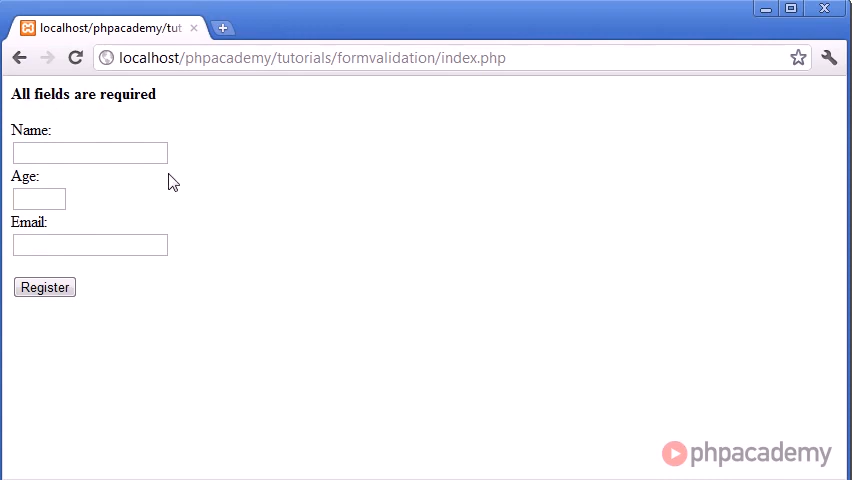 localhost/phpacademy/tut
localhost/phpacademy/tutorials/formvalidation/index.php
All fields are required
Name:
Age:
Email:
Register
phpacademy